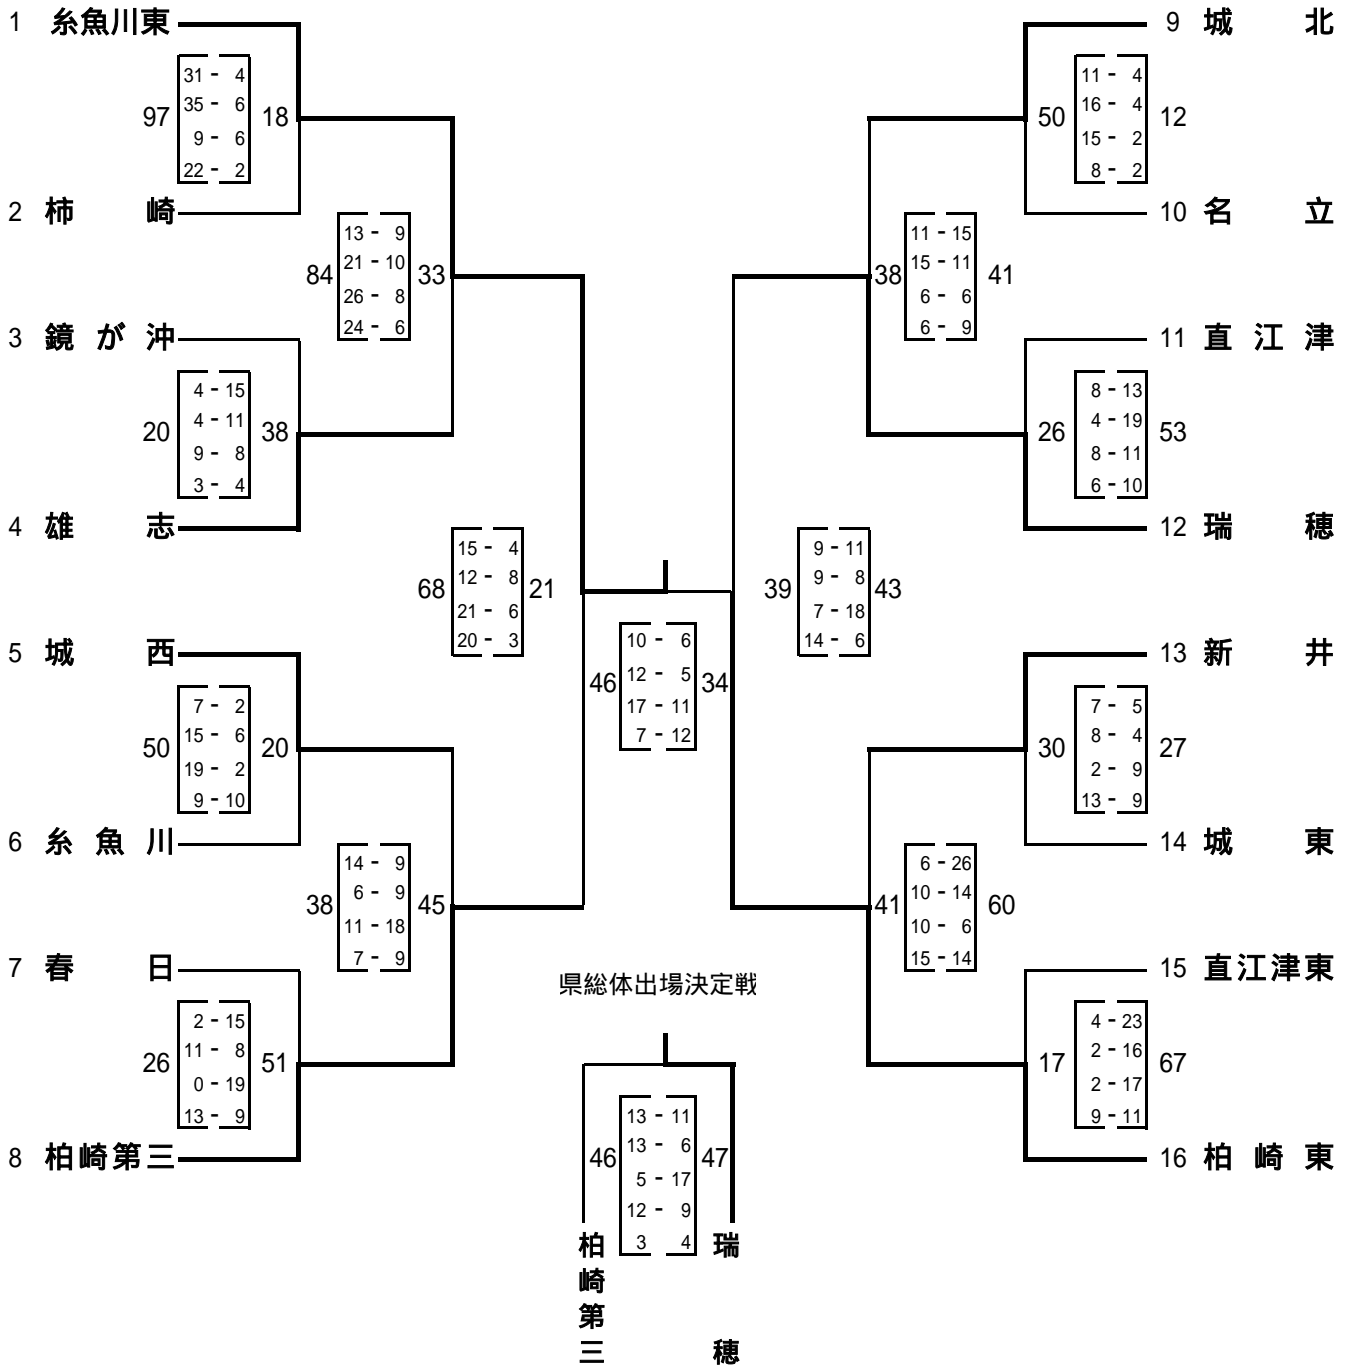 1 糸魚川東
31 - 4
97 35 - 6 18
9 - 6
22 - 2
2 柿崎
13 - 9
84 21 - 10 33
26 - 8
24 - 6
3 鏡が沖
4 - 15
20 4 - 11 38
9 - 8
3 - 4
4 雄志
15 - 4
68 12 - 8 21
21 - 6
20 - 3
5 城西
7 - 2
50 15 - 6 20
19 - 2
9 - 10
6 糸魚川
14 - 9
38 6 - 9 45
11 - 18
7 - 9
7 春日
2 - 15
26 11 - 8 51
0 - 19
13 - 9
8 柏崎第三
10 - 6
46 12 - 5 34
17 - 11
7 - 12
9 城北
11 - 4
50 16 - 4 12
15 - 2
8 - 2
10 名立
11 - 15
38 15 - 11 41
6 - 6
6 - 9
11 直江津
8 - 13
26 4 - 19 53
8 - 11
6 - 10
12 瑞穂
9 - 11
39 9 - 8 43
7 - 18
14 - 6
13 新井
7 - 5
30 8 - 4 27
2 - 9
13 - 9
14 城東
6 - 26
41 10 - 14 60
10 - 6
15 - 14
15 直江津東
4 - 23
17 2 - 16 67
2 - 17
9 - 11
16 柏崎東
県総体出場決定戦
13 - 11
13 - 6
46 5 - 17 47
12 - 9
3 4
柏崎第三
瑞穂